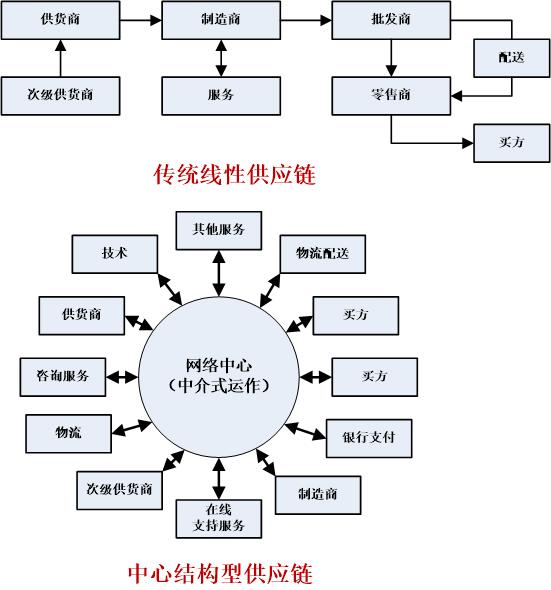 供货商
制造商
批发商
配送
次级供货商
服务
零售商
买方
传统线性供应链
其他服务
技术
物流配送
供货商
买方
网络中心
（中介式运作）
咨询服务
买方
物流
银行支付
次级供货商
制造商
在线
支持服务
中心结构型供应链